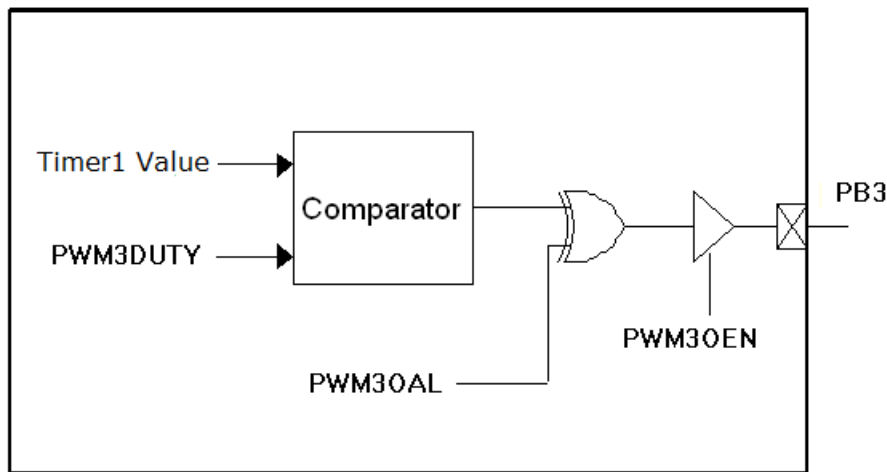 Timer1 Value
Comparator
PB3
PWM3DUTY
PWM3OEN
PWM3OAL